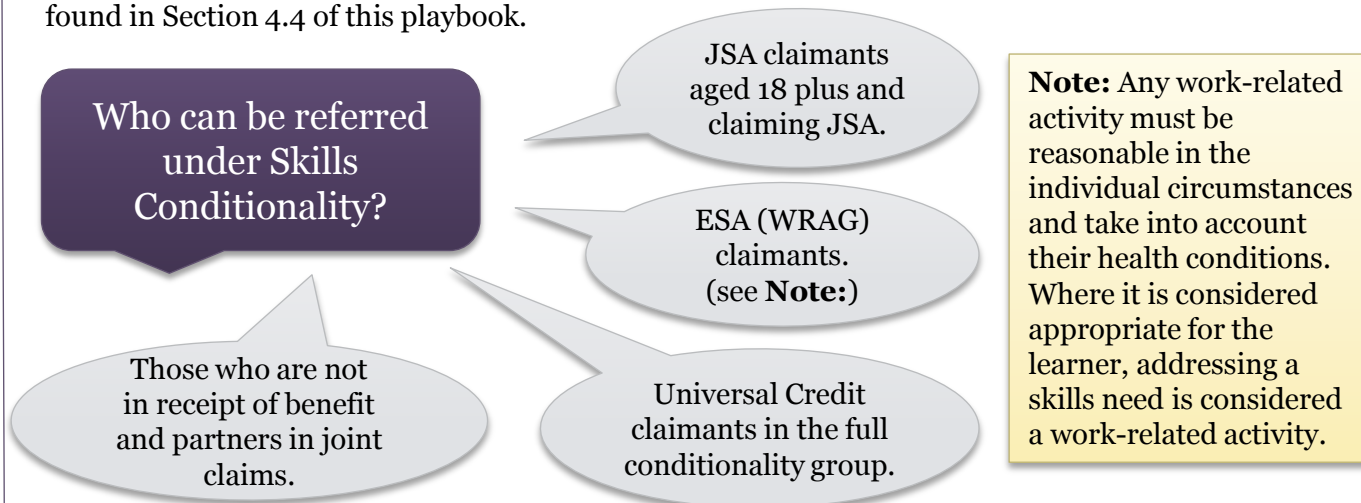 found in Section 4.4 of this playbook.
Who can be referred
under Skills
Conditionality?
JSA claimants
aged 18 plus and
claiming JSA.
ESA (WRAG)
claimants.
(see Note:)
Universal Credit
claimants in the full
conditionality group.
Those who are not
in receipt of benefit
and partners in joint
claims.
Note: Any work-related
activity must be
reasonable in the
individual circumstances
and take into account
their health conditions.
Where it is considered
appropriate for the
learner, addressing a
skills need is considered
a work-related activity.